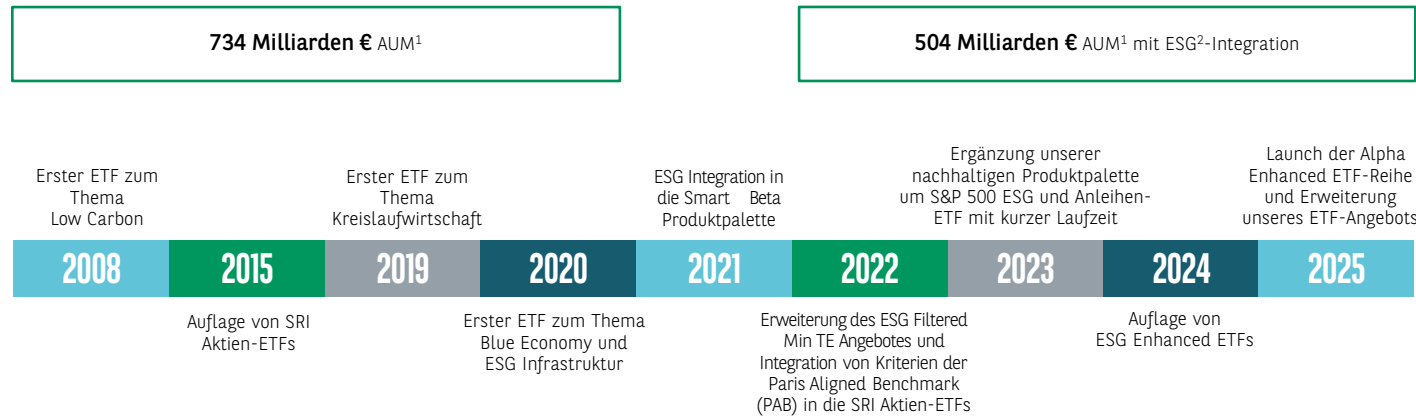 734 Milliarden € AUM¹
504 Milliarden € AUM¹ mit ESG²-Integration
Erster ETF zum
Thema
Low Carbon
Erster ETF zum
Thema
Kreislaufwirtschaft
ESG Integration in
die Smart Beta
Produktpalette
Ergänzung unserer
nachhaltigen Produktpalette
um S&P 500 ESG und Anleihen-
ETF mit kurzer Laufzeit
Launch der Alpha
Enhanced ETF-Reihe
und Erweiterung
unseres ETF-Angebots
2008 2015 2019 2020 2021 2022 2023 2024 2025
Auflage von SRI
Aktien-ETFs
Erster ETF zum Thema
Blue Economy und
ESG Infrastruktur
Erweiterung des ESG Filtered
Min TE Angebotes und
Integration von Kriterien der
Paris Aligned Benchmark
(PAB) in die SRI Aktien-ETFs
Auflage von
ESG Enhanced ETFs